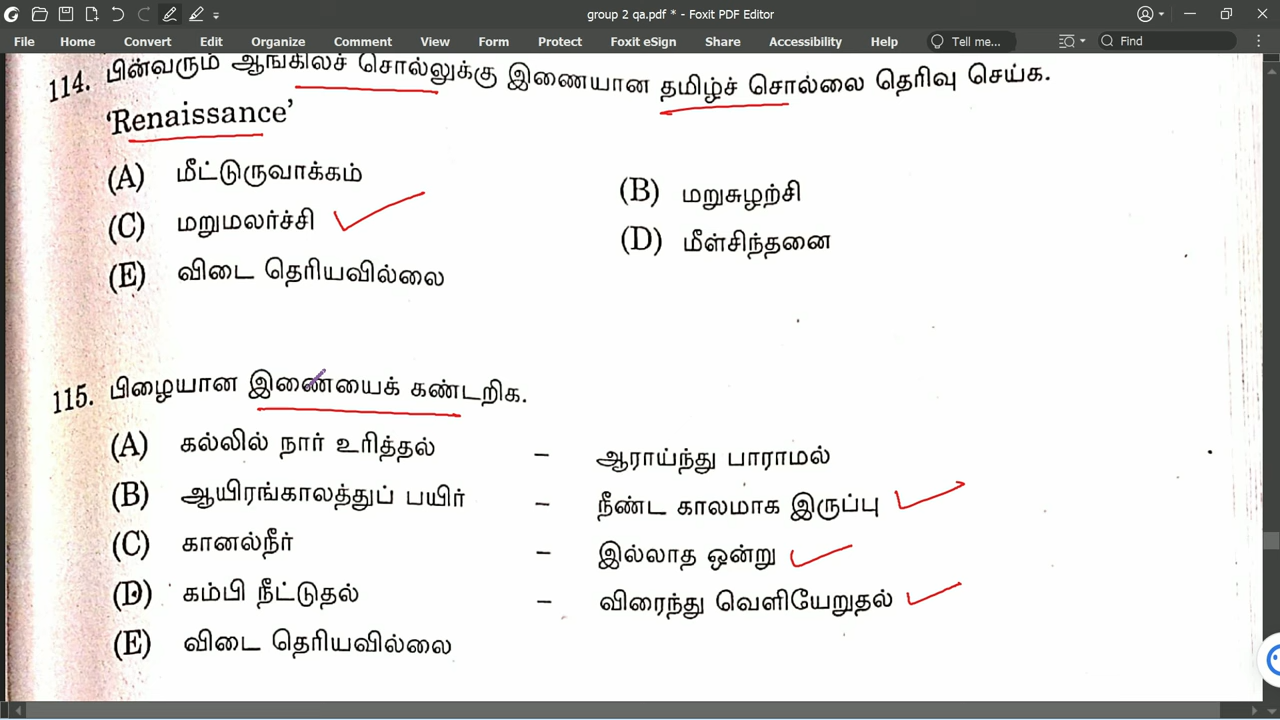 group 2 qa.pdf * - Foxit PDF Editor
File Home Convert Edit Organize Comment View Form Protect Foxit eSign Share Accessibility Help Tell me... Find
114. பின்வரும் ஆங்கிலச் சொல்லுக்கு இணையான தமிழ்ச் சொல்லை தெரிவு செய்க.
‘Renaissance’
(A) மீட்டுருவாக்கம்
(B) மறுசுழற்சி
(C) மறுமலர்ச்சி
(D) மீள்சிந்தனை
(E) விடை தெரியவில்லை
115. பிழையான இணையைக் கண்டறிக.
(A) கல்லில் நார் உரித்தல் – ஆராய்ந்து பாராமல்
(B) ஆயிரங்காலத்துப் பயிர் – நீண்ட காலமாக இருப்பு
(C) கானல்நீர் – இல்லாத ஒன்று
(D) கம்பி நீட்டுதல் – விரைந்து வெளியேறுதல்
(E) விடை தெரியவில்லை